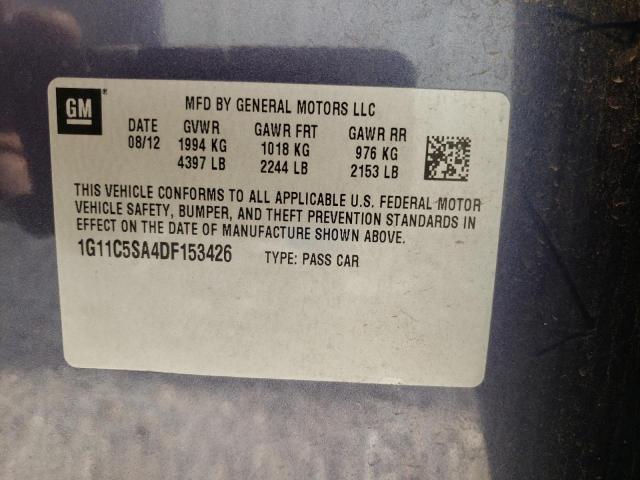 GM
MFD BY GENERAL MOTORS LLC
DATE GVWR GAWR FRT GAWR RR
08/12 1994 KG 1018 KG 976 KG
4397 LB 2244 LB 2153 LB
THIS VEHICLE CONFORMS TO ALL APPLICABLE U.S. FEDERAL MOTOR
VEHICLE SAFETY, BUMPER, AND THEFT PREVENTION STANDARDS IN
EFFECT ON THE DATE OF MANUFACTURE SHOWN ABOVE.
1G11C5SA4DF153426 TYPE: PASS CAR